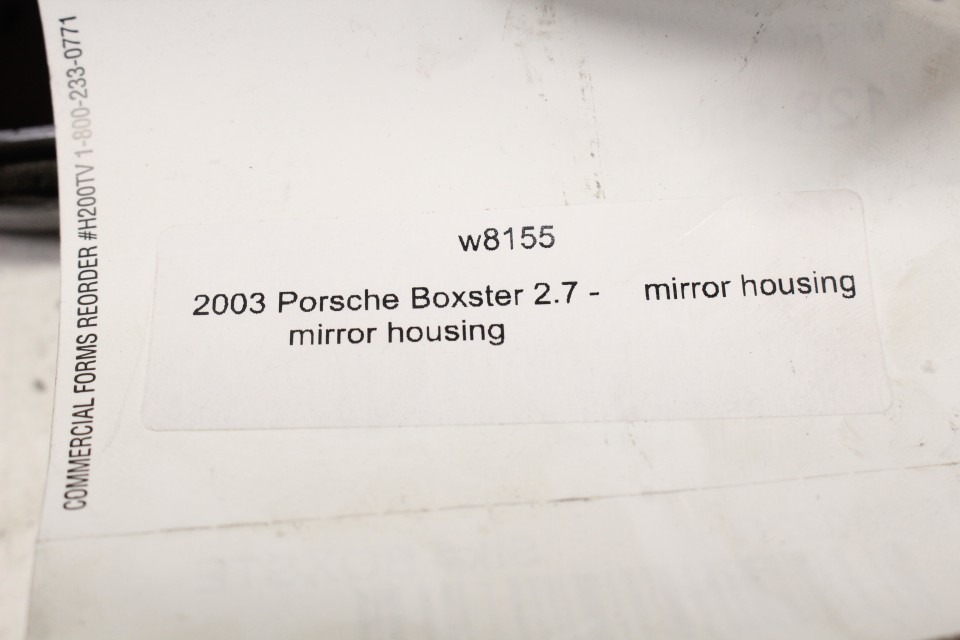 COMMERCIAL FORMS REORDER #H200TV 1-800-233-0771
w8155
2003 Porsche Boxster 2.7 - mirror housing
mirror housing